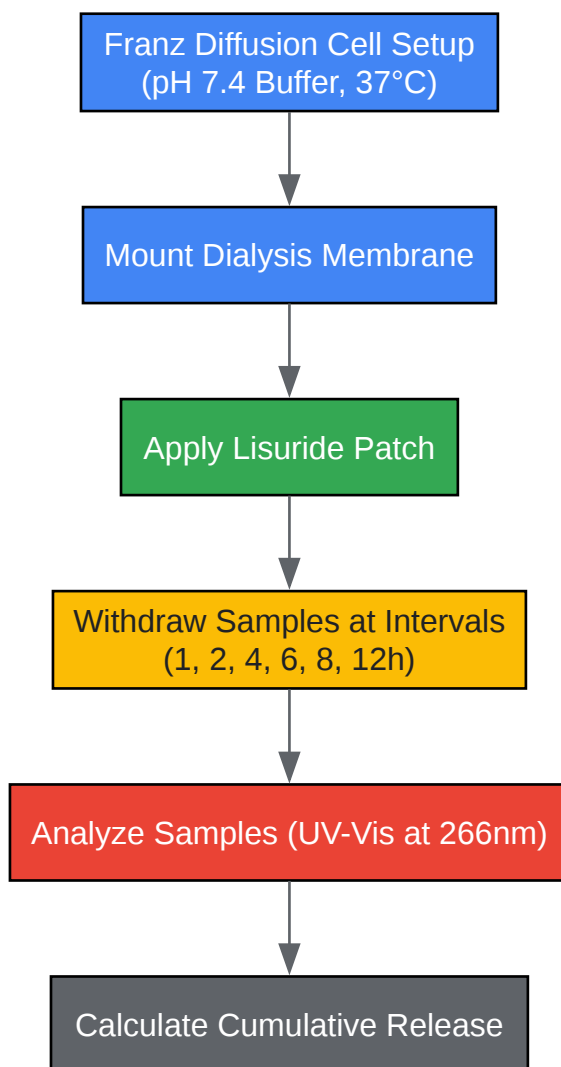 Franz Diffusion Cell Setup
(pH 7.4 Buffer, 37°C)
Mount Dialysis Membrane
Apply Lisuride Patch
Withdraw Samples at Intervals
(1, 2, 4, 6, 8, 12h)
Analyze Samples (UV-Vis at 266nm)
Calculate Cumulative Release